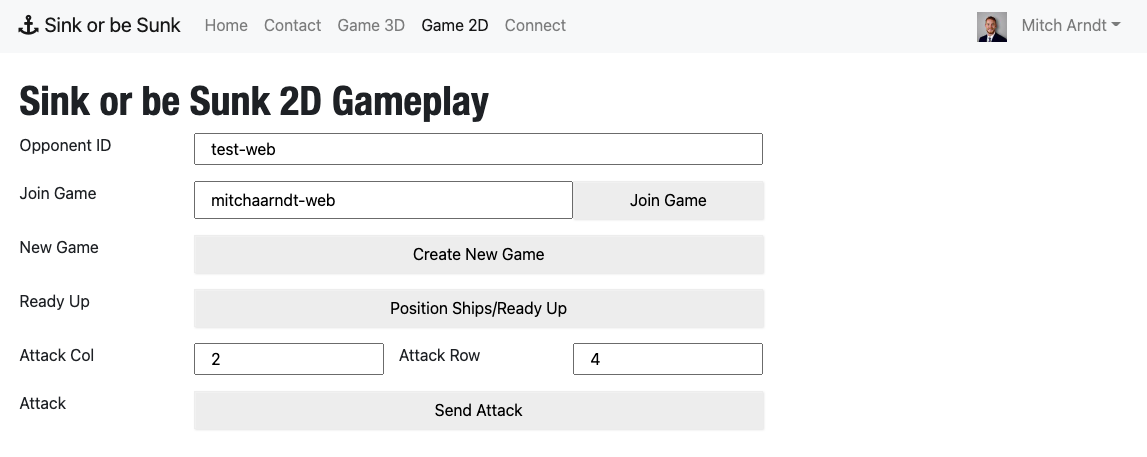 Sink or be Sunk Home Contact Game 3D Game 2D Connect Mitch Arndt
Sink or be Sunk 2D Gameplay
Opponent ID test-web
Join Game mitchaarndt-web Join Game
New Game Create New Game
Ready Up Position Ships/Ready Up
Attack Col 2 Attack Row 4
Attack Send Attack